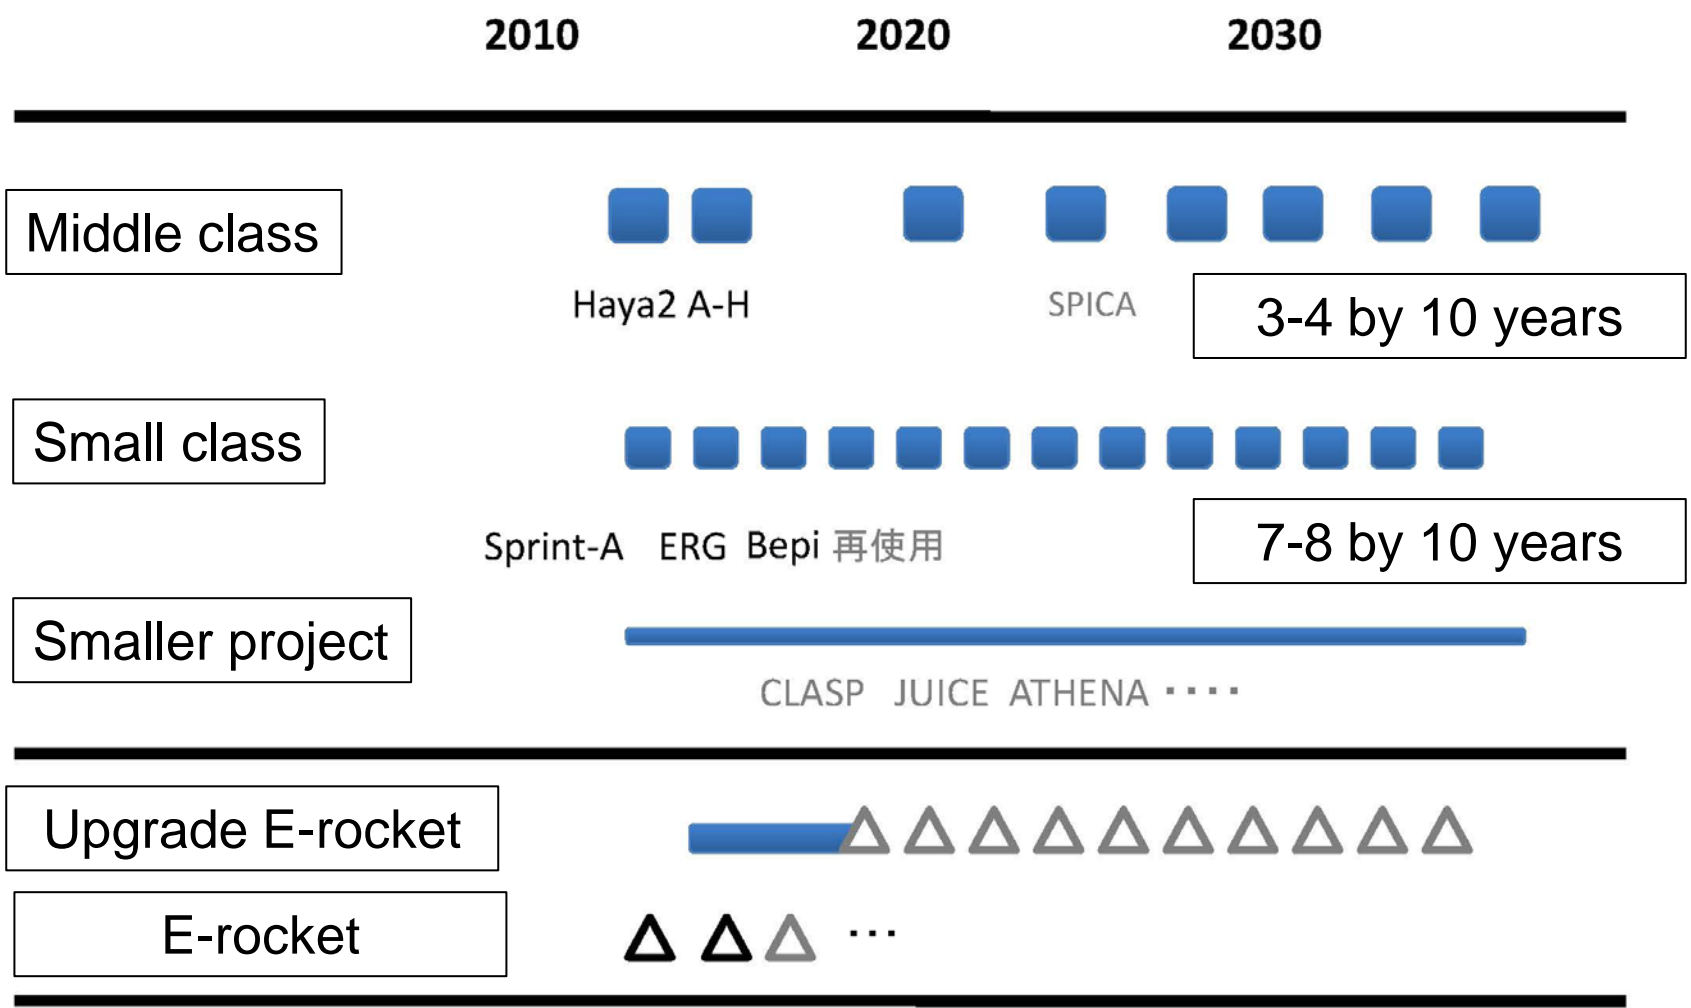 2010 2020 2030
Middle class
Haya2 A-H SPICA
3-4 by 10 years
Small class
Sprint-A ERG Bepi 再使用
7-8 by 10 years
Smaller project
CLASP JUICE ATHENA ････
Upgrade E-rocket
E-rocket ･･･